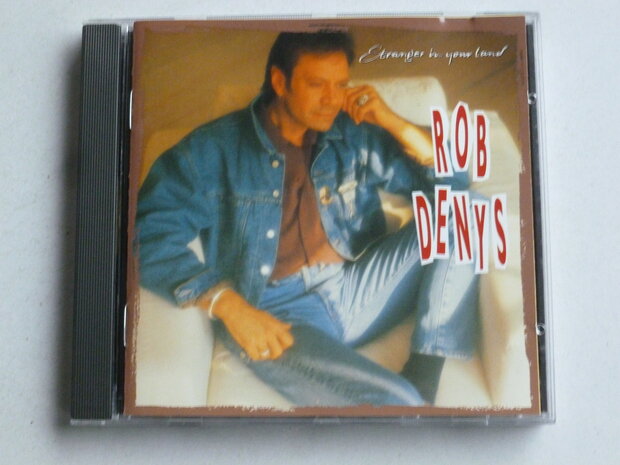 Stranger in your land
ROB
DENYS